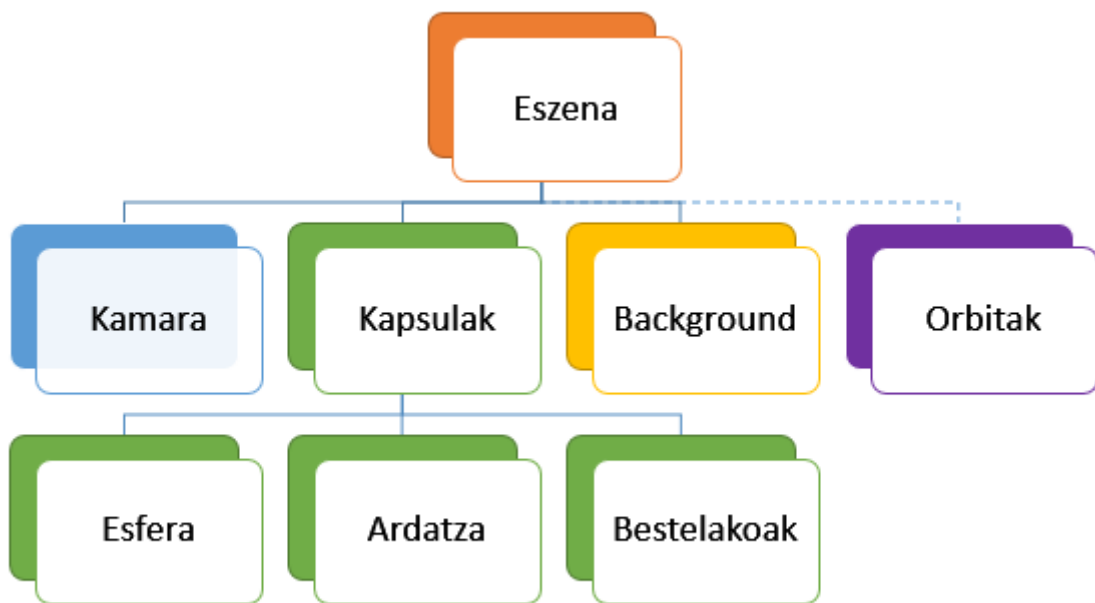 Eszena
Kamara
Kapsulak
Background
Orbitak
Esfera
Ardatza
Bestelakoak